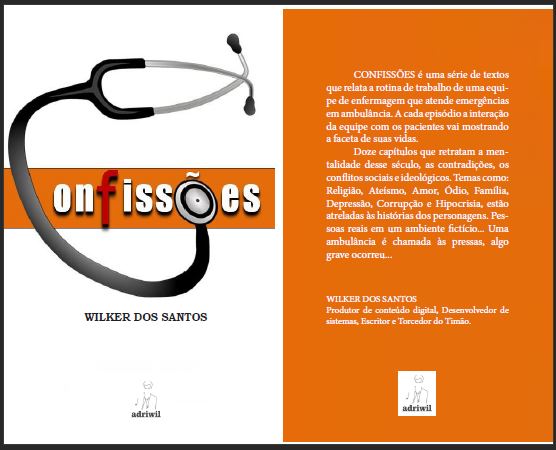 onfissões
WILKER DOS SANTOS
adriwil
CONFISSÕES é uma série de textos
que relata a rotina de trabalho de uma equi-
pe de enfermagem que atende emergências
em ambulância. A cada episódio a interação
da equipe com os pacientes vai mostrando
a faceta de suas vidas.
Doze capítulos que retratam a men-
talidade desse século, as contradições, os
conflitos sociais e ideológicos. Temas como:
Religião, Ateísmo, Amor, Ódio, Família,
Depressão, Corrupção e Hipocrisia, estão
atreladas às histórias dos personagens. Pes-
soas reais em um ambiente fictício... Uma
ambulância é chamada às pressas, algo
grave ocorreu...
WILKER DOS SANTOS
Produtor de conteúdo digital, Desenvolvedor de
sistemas, Escritor e Torcedor do Timão.
adriwil